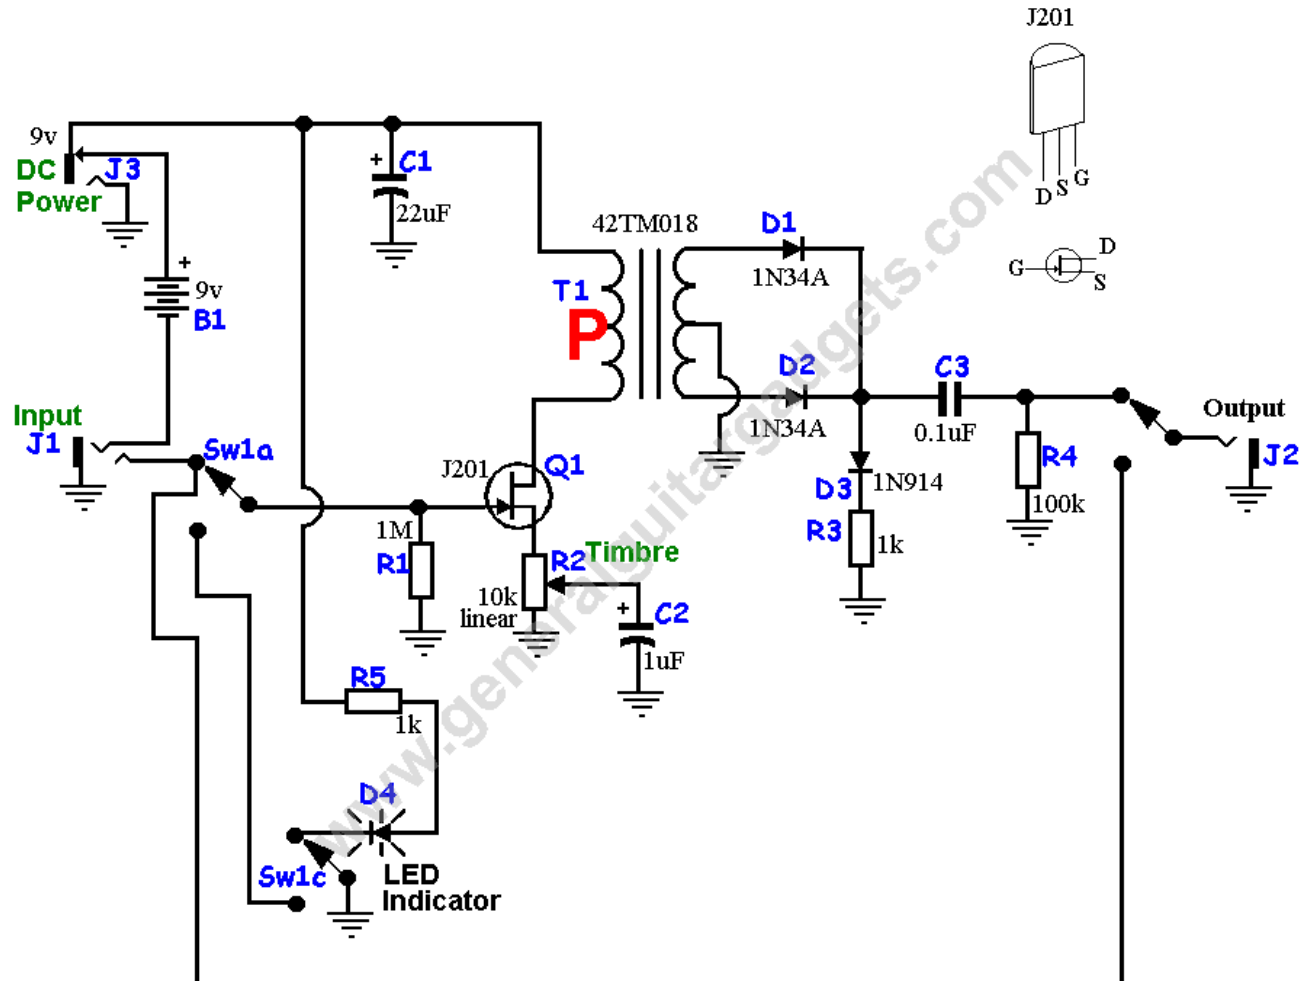 J201
9v
DC
Power
J3
+
C1
22uF
D
S
G
42TM018
D1
1N34A
G
D
S
+
9v
B1
T1
P
D2
1N34A
C3
0.1uF
Input
J1
Sw1a
J201
Q1
D3
1N914
R4
100k
Output
J2
1M
R1
R2
Timbre
10k
linear
+
C2
1uF
R3
1k
R5
1k
D4
LED
Indicator
Sw1c
www.generalguitargadgets.com